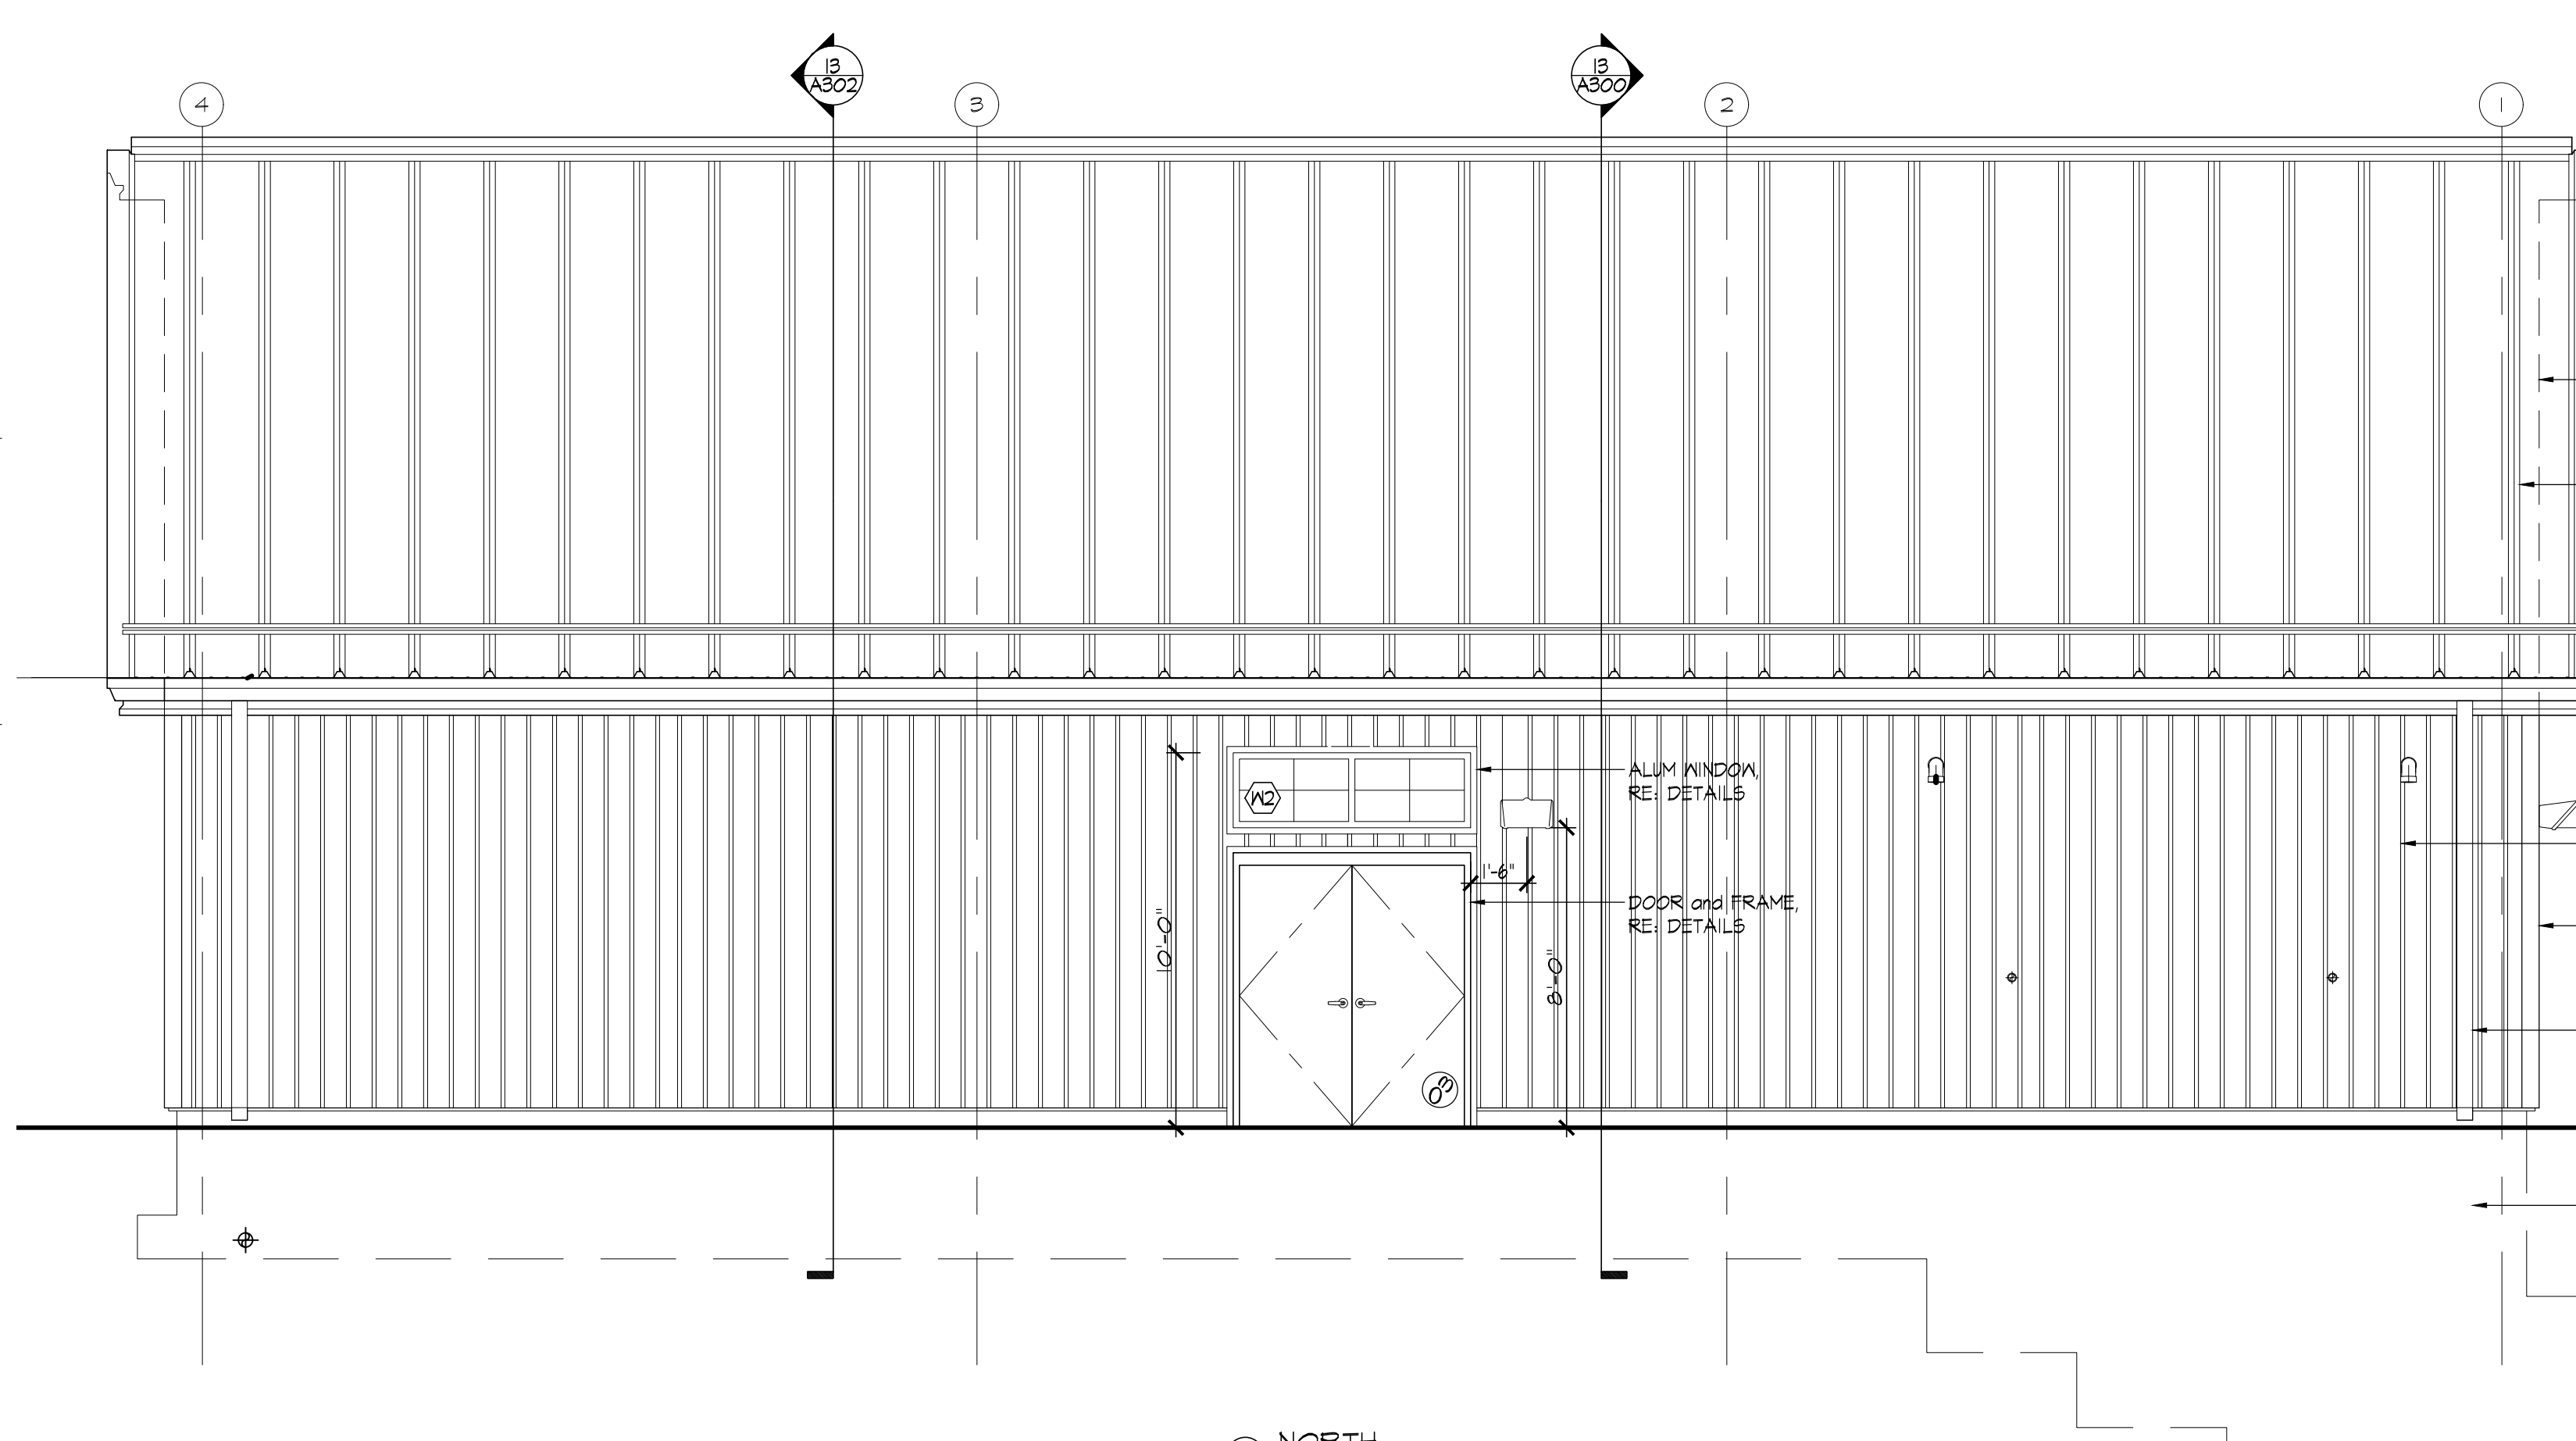 13
A302
13
A300
4
3
2
1
W2
ALUM WINDOW,
RE: DETAILS
1'-6"
DOOR and FRAME,
RE: DETAILS
10'-0"
8'-0"
03
NORTH